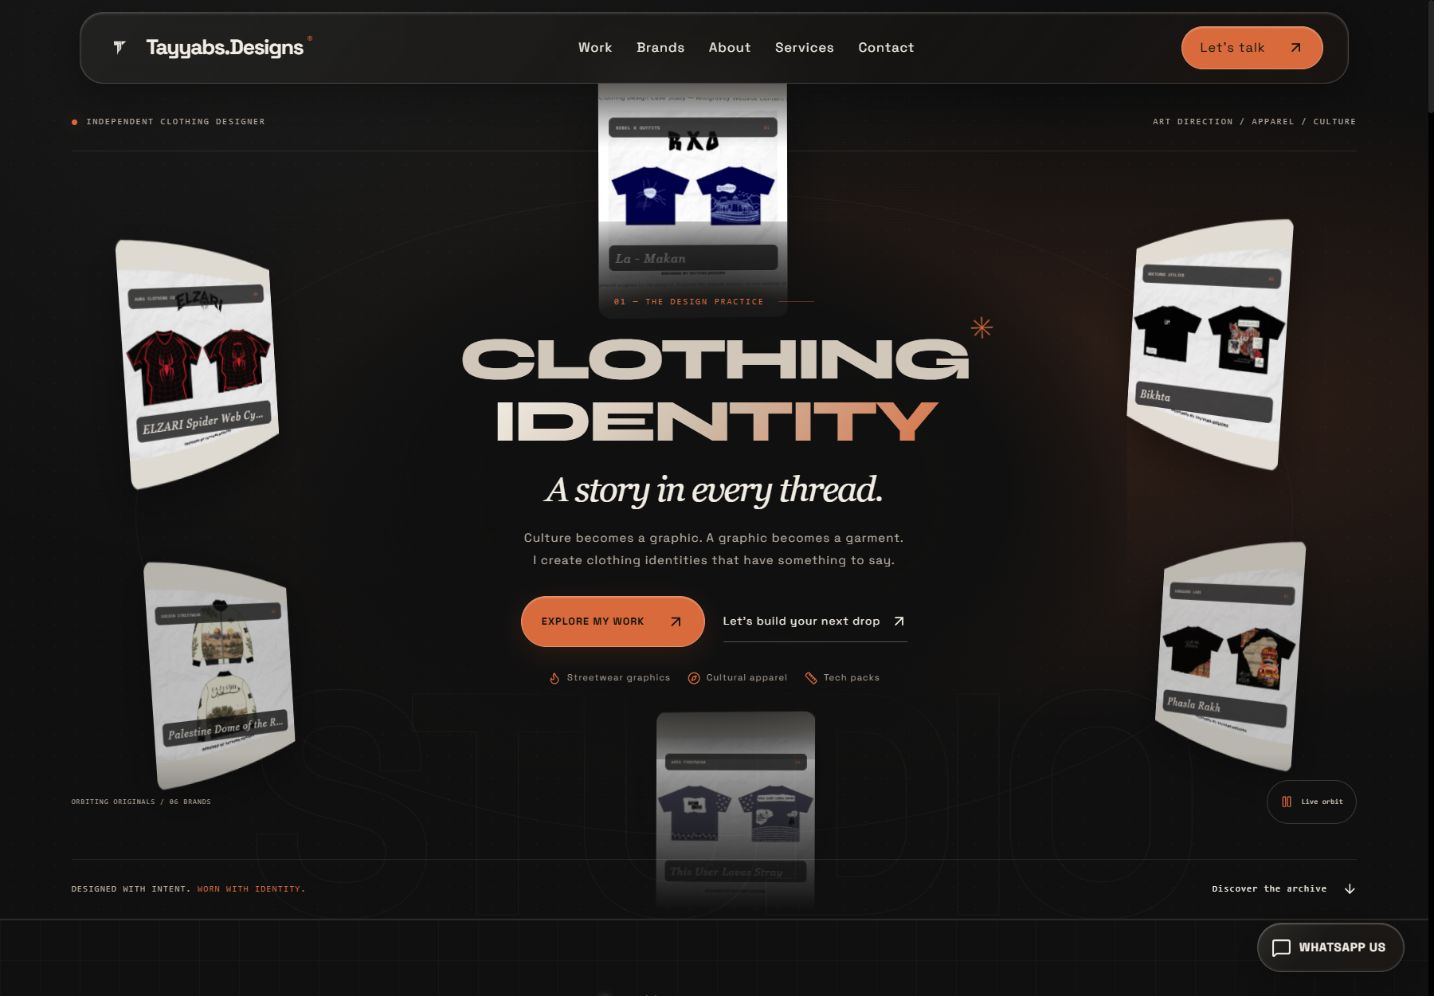 Tayyabs.Designs
Work
Brands
About
Services
Contact
Let's talk
INDEPENDENT CLOTHING DESIGNER
ART DIRECTION / APPAREL / CULTURE
REBEL X OUTFITS
RXO
La - Makan
ELZARI
ELZARI Spider Web Cy...
Bikhta
01 — THE DESIGN PRACTICE
CLOTHING
IDENTITY
A story in every thread.
Culture becomes a graphic. A graphic becomes a garment.
I create clothing identities that have something to say.
EXPLORE MY WORK
Let's build your next drop
Streetwear graphics
Cultural apparel
Tech packs
Palestine Dome of the R...
Phasla Rakh
This User Loves Stray
ORBITING ORIGINALS / 06 BRANDS
Live orbit
STUDIO
DESIGNED WITH INTENT. WORN WITH IDENTITY.
Discover the archive
WHATSAPP US